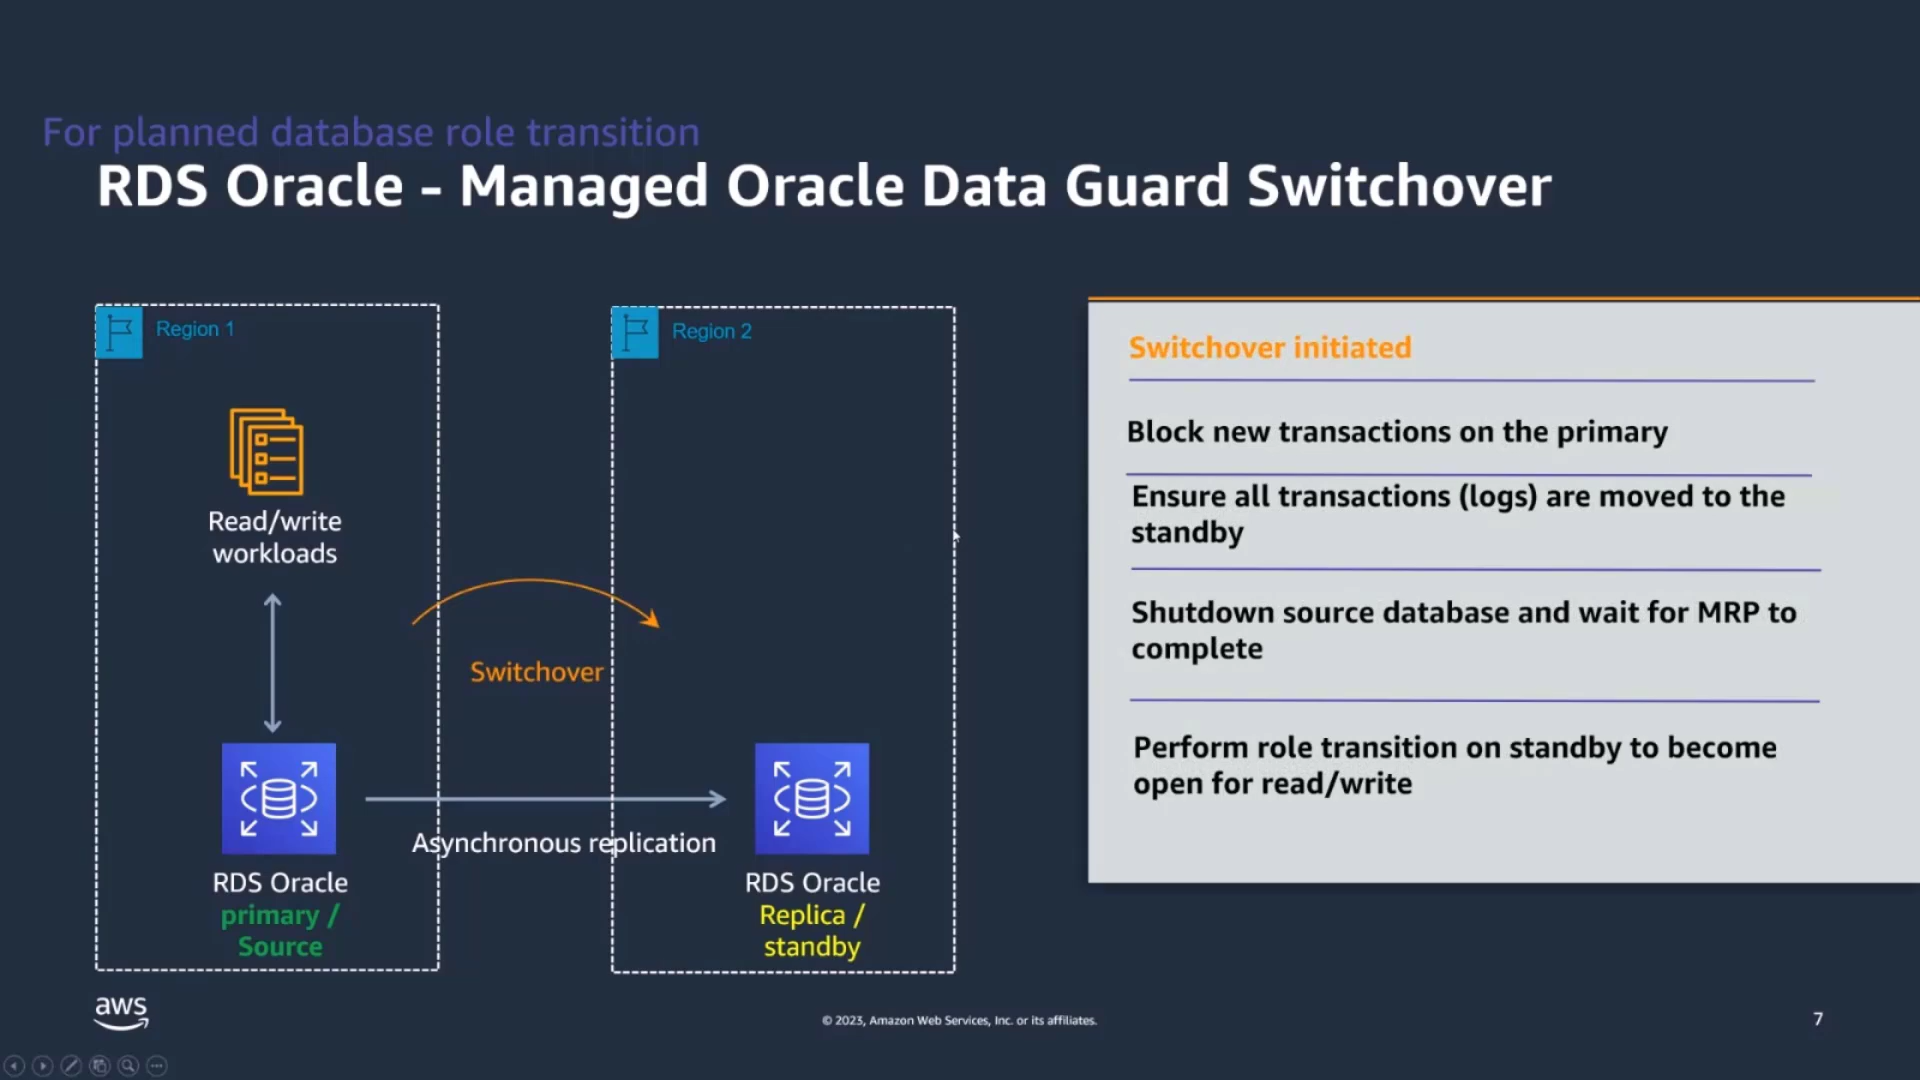 For planned database role transition
RDS Oracle - Managed Oracle Data Guard Switchover
Region 1
Read/write
workloads
Switchover
Asynchronous replication
RDS Oracle
primary /
Source
Region 2
RDS Oracle
Replica /
standby
Switchover initiated
Block new transactions on the primary
Ensure all transactions (logs) are moved to the
standby
Shutdown source database and wait for MRP to
complete
Perform role transition on standby to become
open for read/write
aws
© 2023, Amazon Web Services, Inc. or its affiliates.
7